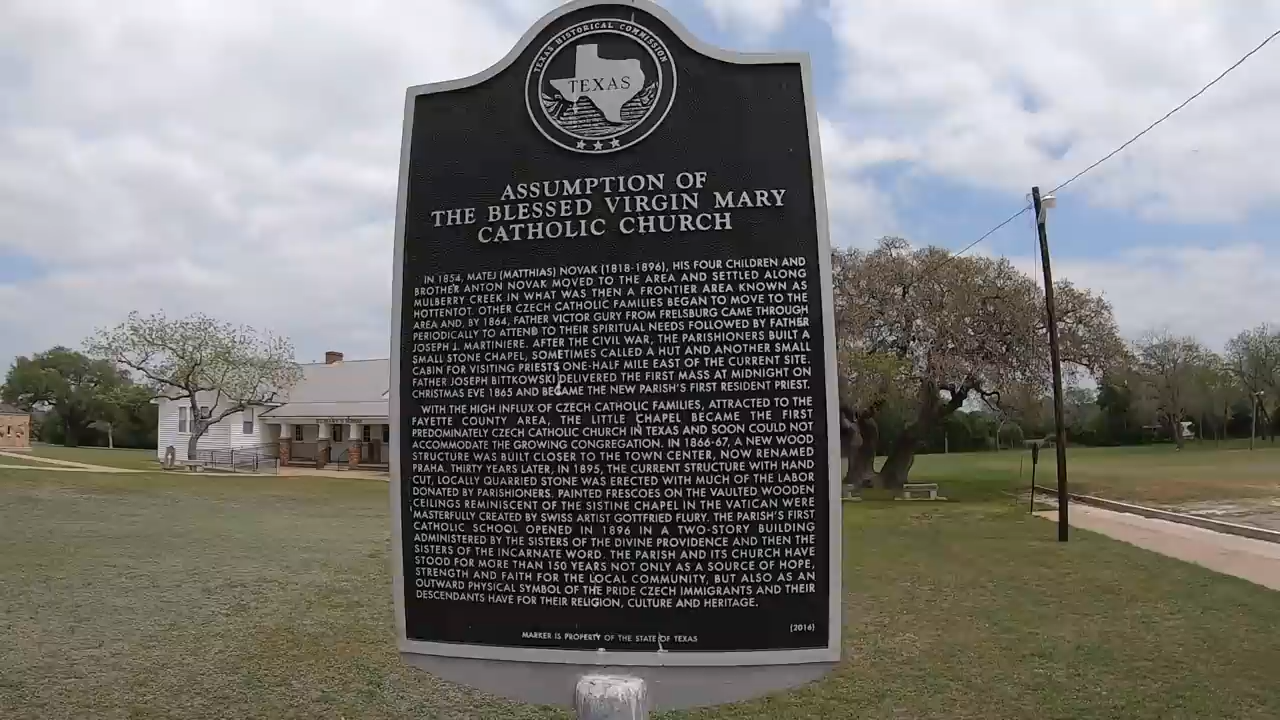 TEXAS HISTORICAL COMMISSION
TEXAS
ASSUMPTION OF
THE BLESSED VIRGIN MARY
CATHOLIC CHURCH
IN 1854, MATEJ (MATTHIAS) NOVAK (1818-1896), HIS FOUR CHILDREN AND
BROTHER ANTON NOVAK MOVED TO THE AREA AND SETTLED ALONG
MULBERRY CREEK IN WHAT WAS THEN A FRONTIER AREA KNOWN AS
HOTTENTOT. OTHER CZECH CATHOLIC FAMILIES BEGAN TO MOVE TO THE
AREA AND, BY 1864, FATHER VICTOR GURY FROM FRELSBURG CAME THROUGH
PERIODICALLY TO ATTEND TO THEIR SPIRITUAL NEEDS FOLLOWED BY FATHER
JOSEPH J. MARTINIERE. AFTER THE CIVIL WAR, THE PARISHIONERS BUILT A
SMALL STONE CHAPEL, SOMETIMES CALLED A HUT AND ANOTHER SMALL
CABIN FOR VISITING PRIESTS ONE-HALF MILE EAST OF THE CURRENT SITE.
FATHER JOSEPH BITTKOWSKI DELIVERED THE FIRST MASS AT MIDNIGHT ON
CHRISTMAS EVE 1865 AND BECAME THE NEW PARISH'S FIRST RESIDENT PRIEST.
WITH THE HIGH INFLUX OF CZECH CATHOLIC FAMILIES, ATTRACTED TO THE
FAYETTE COUNTY AREA, THE LITTLE CHAPEL BECAME THE FIRST
PREDOMINATELY CZECH CATHOLIC CHURCH IN TEXAS AND SOON COULD NOT
ACCOMMODATE THE GROWING CONGREGATION. IN 1866-67, A NEW WOOD
STRUCTURE WAS BUILT CLOSER TO THE TOWN CENTER, NOW RENAMED
PRAHA. THIRTY YEARS LATER, IN 1895, THE CURRENT STRUCTURE WITH HAND
CUT, LOCALLY QUARRIED STONE WAS ERECTED WITH MUCH OF THE LABOR
DONATED BY PARISHIONERS. PAINTED FRESCOES ON THE VAULTED WOODEN
CEILINGS REMINISCENT OF THE SISTINE CHAPEL IN THE VATICAN WERE
MASTERFULLY CREATED BY SWISS ARTIST GOTTFRIED FLURY. THE PARISH'S FIRST
CATHOLIC SCHOOL OPENED IN 1896 IN A TWO-STORY BUILDING
ADMINISTERED BY THE SISTERS OF THE DIVINE PROVIDENCE AND THEN THE
SISTERS OF THE INCARNATE WORD. THE PARISH AND ITS CHURCH HAVE
STOOD FOR MORE THAN 150 YEARS NOT ONLY AS A SOURCE OF HOPE,
STRENGTH AND FAITH FOR THE LOCAL COMMUNITY, BUT ALSO AS AN
OUTWARD PHYSICAL SYMBOL OF THE PRIDE CZECH IMMIGRANTS AND THEIR
DESCENDANTS HAVE FOR THEIR RELIGION, CULTURE AND HERITAGE.
(2016)
MARKER IS PROPERTY OF THE STATE OF TEXAS